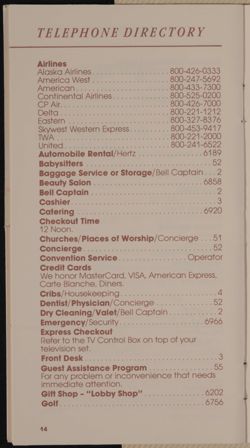 TELEPHONE DIRECTORY
Airlines
Alaska Airlines . . . . . . . . . . . . . . . . . 800-426-0333
America West . . . . . . . . . . . . . . . . . 800-247-5692
American . . . . . . . . . . . . . . . . . . . . 800-433-7300
Continental Airlines . . . . . . . . . . . . . 800-525-0200
CP Air . . . . . . . . . . . . . . . . . . . . . . . 800-426-7000
Delta . . . . . . . . . . . . . . . . . . . . . . . . 800-221-1212
Eastern . . . . . . . . . . . . . . . . . . . . . . 800-327-8376
Skywest Western Express . . . . . . . . . 800-453-9417
TWA . . . . . . . . . . . . . . . . . . . . . . . . 800-221-2000
United . . . . . . . . . . . . . . . . . . . . . . . 800-241-6522
Automobile Rental/Hertz . . . . . . . . . . . . . . 6189
Babysitters . . . . . . . . . . . . . . . . . . . . . . . . . . 52
Baggage Service or Storage/Bell Captain . . . 2
Beauty Salon . . . . . . . . . . . . . . . . . . . . . . 6858
Bell Captain . . . . . . . . . . . . . . . . . . . . . . . . . . 2
Cashier . . . . . . . . . . . . . . . . . . . . . . . . . . . . . 3
Catering . . . . . . . . . . . . . . . . . . . . . . . . . . 6920
Checkout Time
12 Noon.
Churches/Places of Worship/Concierge . . . 51
Concierge . . . . . . . . . . . . . . . . . . . . . . . . . . . 52
Convention Service . . . . . . . . . . . . . . Operator
Credit Cards
We honor MasterCard, VISA, American Express,
Carte Blanche, Diners.
Cribs/Housekeeping . . . . . . . . . . . . . . . . . . . . 4
Dentist/Physician/Concierge . . . . . . . . . . . . 52
Dry Cleaning/Valet/Bell Captain . . . . . . . . . . 2
Emergency/Security . . . . . . . . . . . . . . . . . 6966
Express Checkout
Refer to the TV Control Box on top of your
television set.
Front Desk . . . . . . . . . . . . . . . . . . . . . . . . . . . 3
Guest Assistance Program . . . . . . . . . . . . . . 55
For any problem or inconvenience that needs
immediate attention.
Gift Shop – "Lobby Shop" . . . . . . . . . . . . . 6202
Golf . . . . . . . . . . . . . . . . . . . . . . . . . . . . . . 6756
14